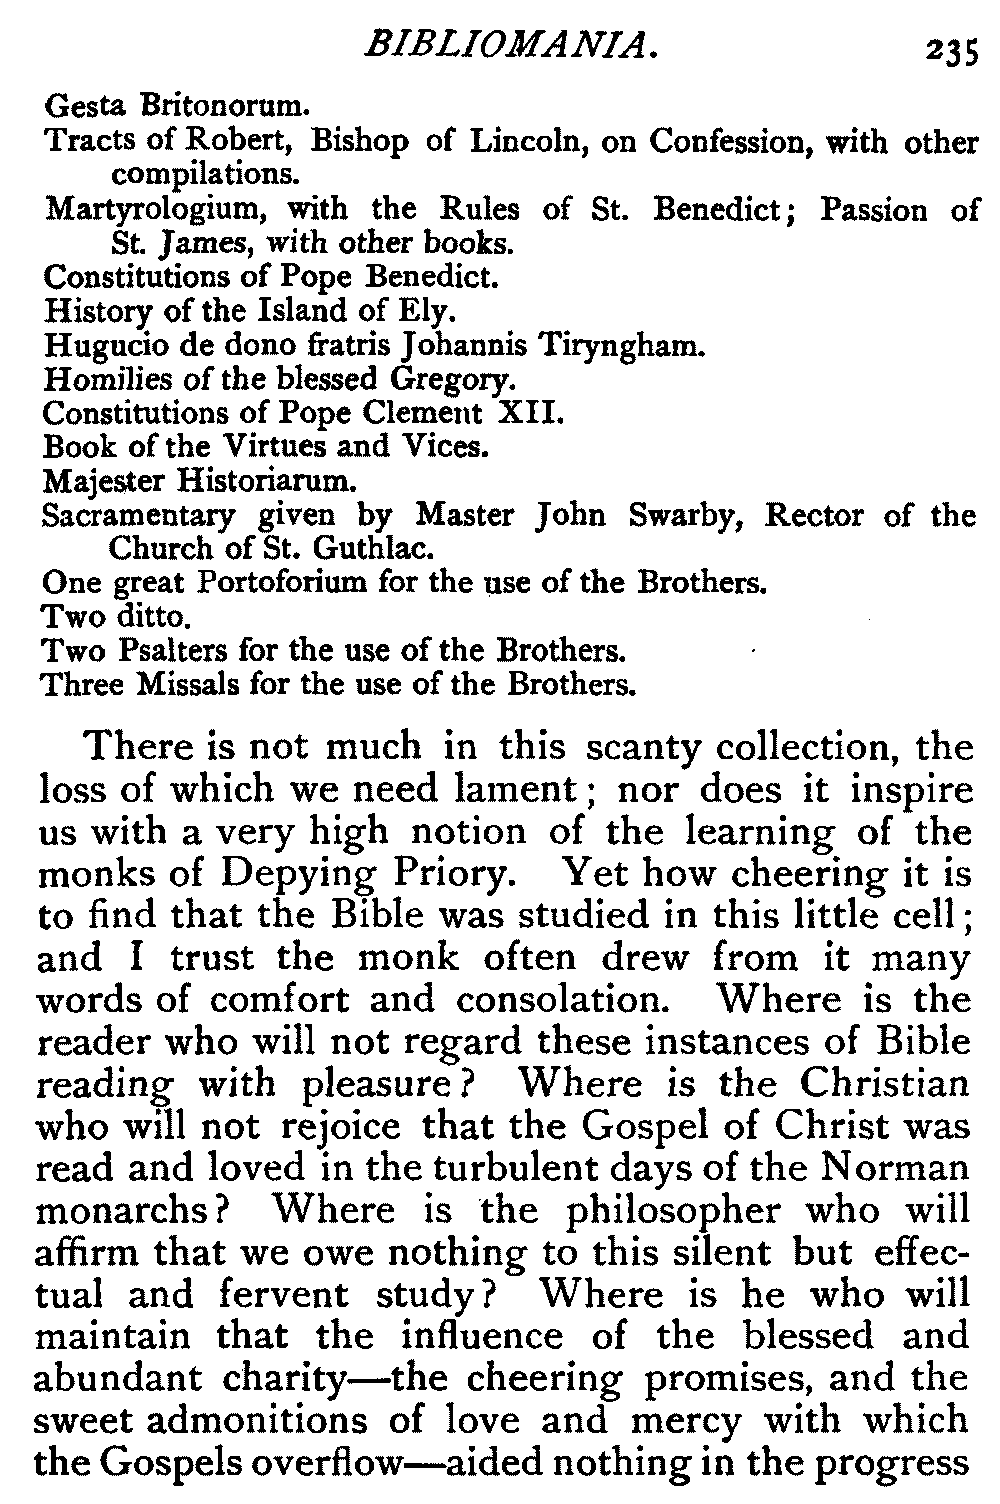 BIBLIOMANIA. 235
Gesta Britonorum.
Tracts of Robert, Bishop of Lincoln, on Confession, with other
compilations.
Martyrologium, with the Rules of St. Benedict; Passion of
St. James, with other books.
Constitutions of Pope Benedict.
History of the Island of Ely.
Hugucio de dono fratris Johannis Tiryngham.
Homilies of the blessed Gregory.
Constitutions of Pope Clement XII.
Book of the Virtues and Vices.
Majester Historiarum.
Sacramentary given by Master John Swarby, Rector of the
Church of St. Guthlac.
One great Portoforium for the use of the Brothers.
Two ditto.
Two Psalters for the use of the Brothers.
Three Missals for the use of the Brothers.
There is not much in this scanty collection, the
loss of which we need lament; nor does it inspire
us with a very high notion of the learning of the
monks of Depying Priory. Yet how cheering it is
to find that the Bible was studied in this little cell;
and I trust the monk often drew from it many
words of comfort and consolation. Where is the
reader who will not regard these instances of Bible
reading with pleasure? Where is the Christian
who will not rejoice that the Gospel of Christ was
read and loved in the turbulent days of the Norman
monarchs? Where is the philosopher who will
affirm that we owe nothing to this silent but effec-
tual and fervent study? Where is he who will
maintain that the influence of the blessed and
abundant charity—the cheering promises, and the
sweet admonitions of love and mercy with which
the Gospels overflow—aided nothing in the progress